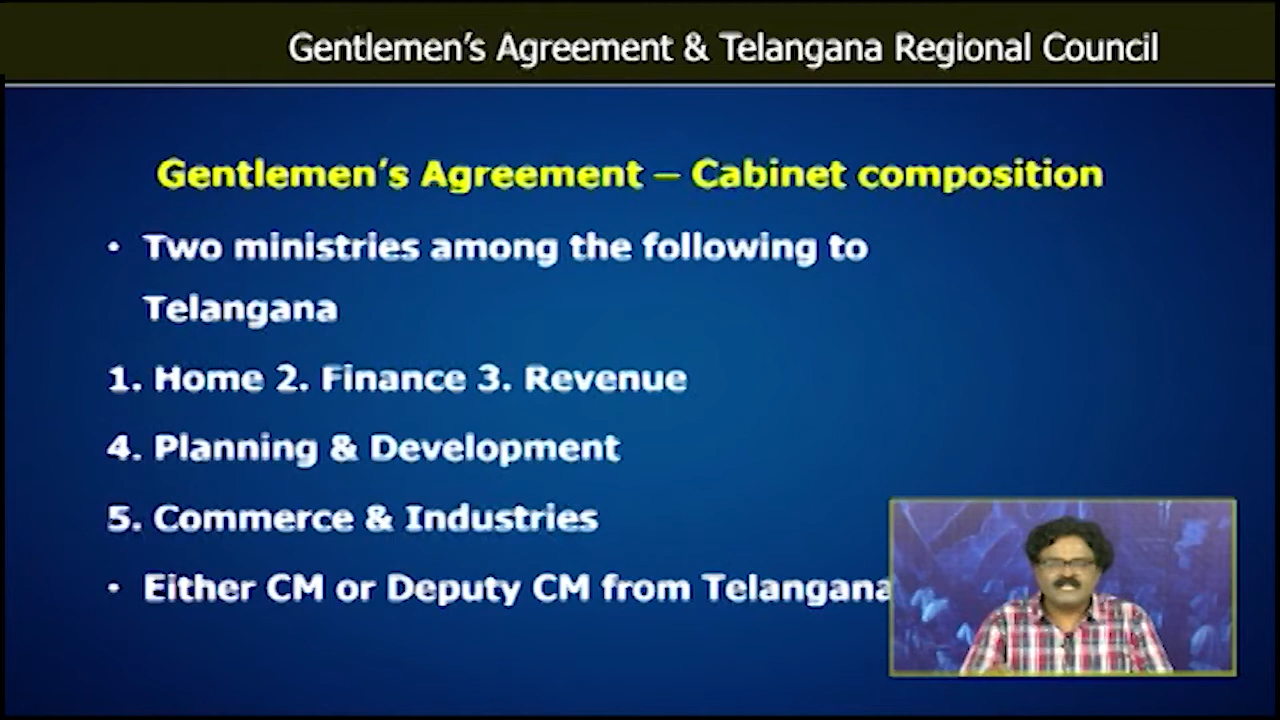 Gentlemen's Agreement & Telangana Regional Council
Gentlemen's Agreement – Cabinet composition
• Two ministries among the following to
Telangana
1. Home 2. Finance 3. Revenue
4. Planning & Development
5. Commerce & Industries
• Either CM or Deputy CM from Telangana